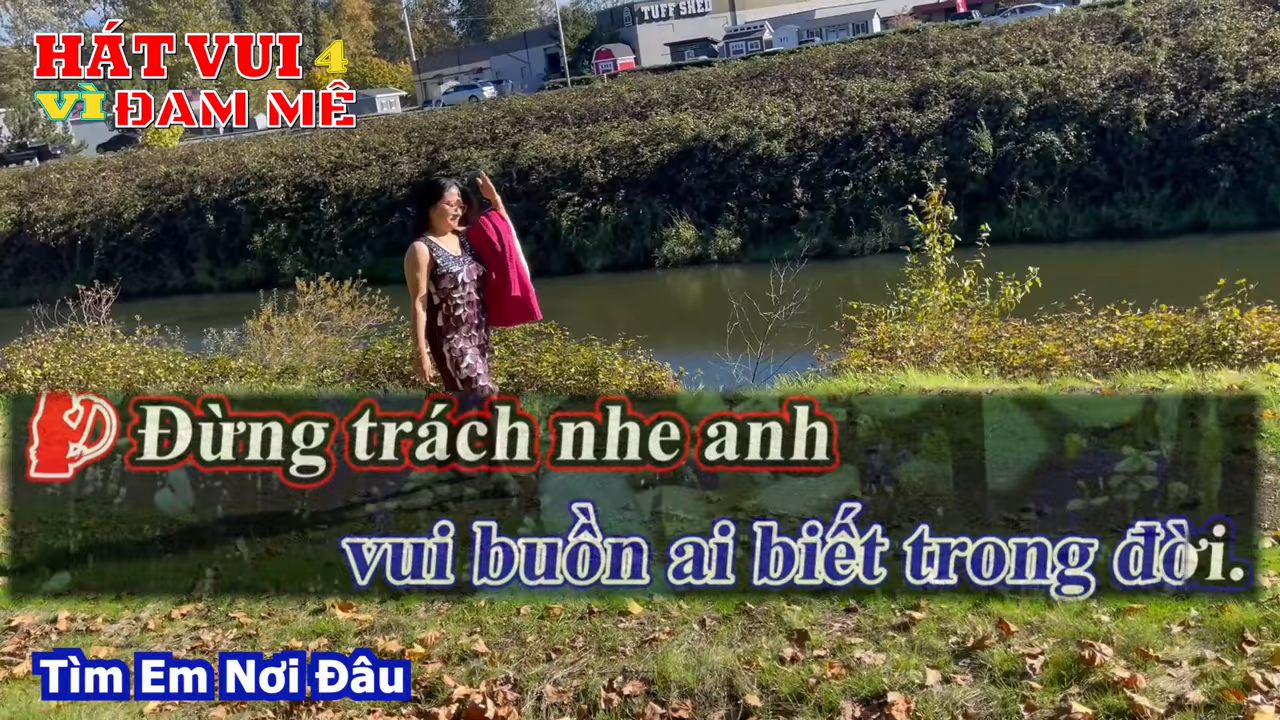 TUFF SHED
HÁT VUI 4
VÌ ĐAM MÊ
Đừng trách nhe anh
vui buồn ai biết trong đời.
Tìm Em Nơi Đâu